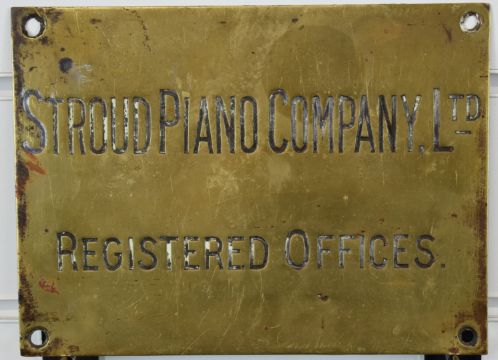 STROUD PIANO COMPANY, LTD
REGISTERED OFFICES.